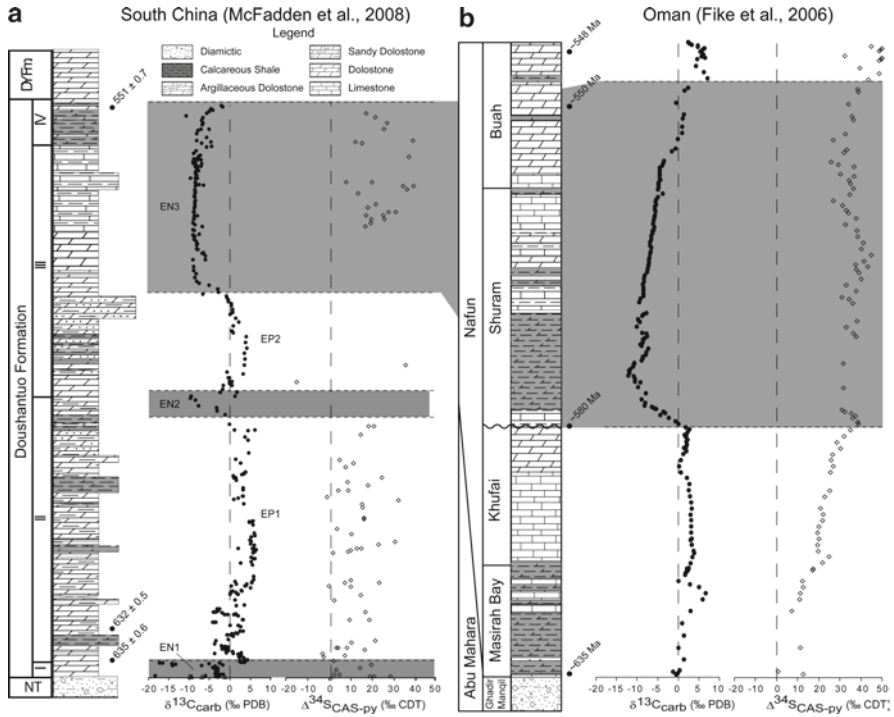 a
South China (McFadden et al., 2008)
Legend
Diamictic
Calcareous Shale
Argillaceous Dolostone
Sandy Dolostone
Dolostone
Limestone
Dy Fm
Doushantuo Formation
NT
IV
III
II
I
551 ± 0.7
632 ± 0.5
635 ± 0.6
EN3
EP2
EN2
EP1
EN1
-20 -15 -10 -5 0 5 10
-10 0 10 20 30 40 50
δ13Ccarb (‰ PDB)
Δ34SCAS-py (‰ CDT)
b
Oman (Fike et al., 2006)
Nafun
Abu Mahara
Buah
Shuram
Khufai
Masirah Bay
Ghadir Manqil
~548 Ma
~550 Ma
~580 Ma
~635 Ma
-20 -15 -10 -5 0 5 10
-10 0 10 20 30 40 50
δ13Ccarb (‰ PDB)
Δ34SCAS-py (‰ CDT)